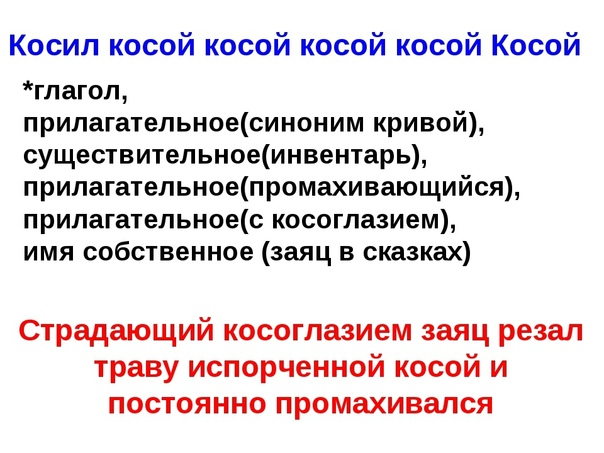 Косил косой косой косой косой Косой
*глагол,
прилагательное(синоним кривой),
существительное(инвентарь),
прилагательное(промахивающийся),
прилагательное(с косоглазием),
имя собственное (заяц в сказках)
Страдающий косоглазием заяц резал
траву испорченной косой и
постоянно промахивался